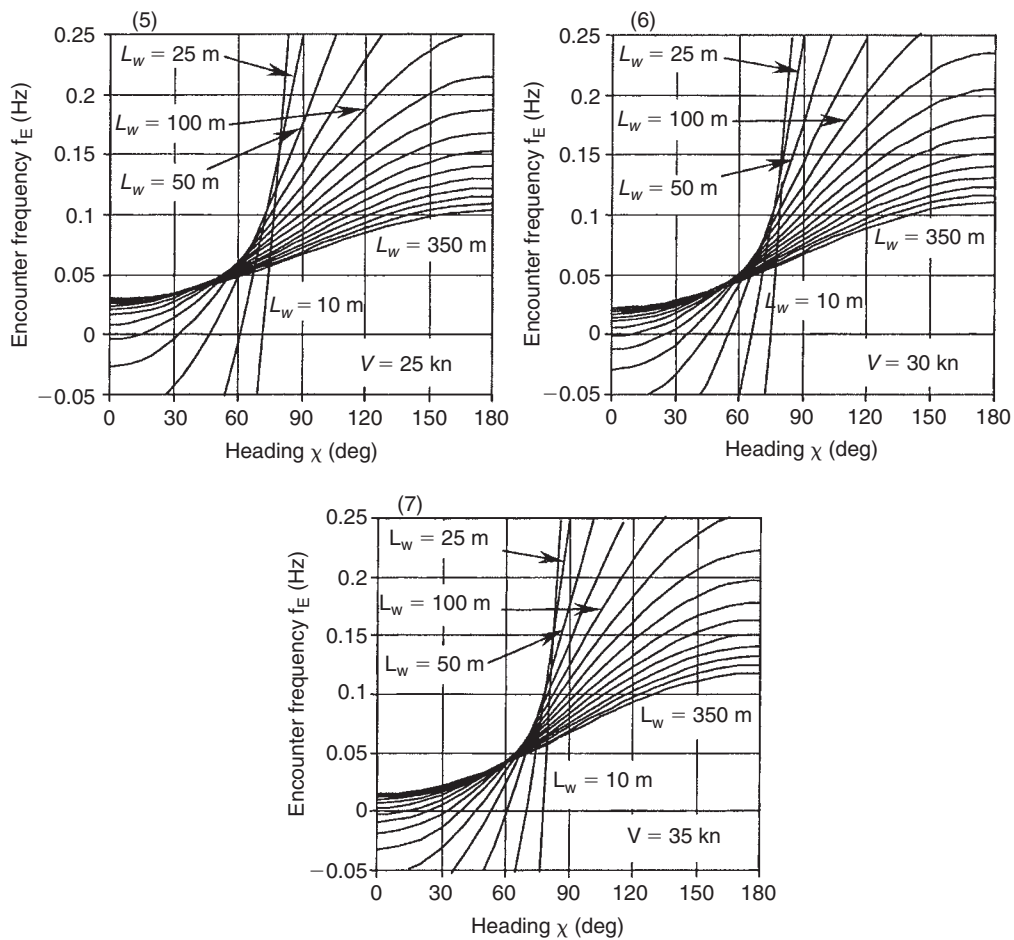 (5)
0.25
0.2
0.15
0.1
0.05
0
−0.05
Encounter frequency f_E (Hz)
L_w = 25 m
L_w = 100 m
L_w = 50 m
L_w = 350 m
L_w = 10 m
V = 25 kn
0 30 60 90 120 150 180
Heading χ (deg)
(6)
0.25
0.2
0.15
0.1
0.05
0
−0.05
Encounter frequency f_E (Hz)
L_w = 25 m
L_w = 100 m
L_w = 50 m
L_w = 350 m
L_w = 10 m
V = 30 kn
0 30 60 90 120 150 180
Heading χ (deg)
(7)
0.25
0.2
0.15
0.1
0.05
0
−0.05
Encounter frequency f_E (Hz)
L_w = 25 m
L_w = 100 m
L_w = 50 m
L_w = 350 m
L_w = 10 m
V = 35 kn
0 30 60 90 120 150 180
Heading χ (deg)